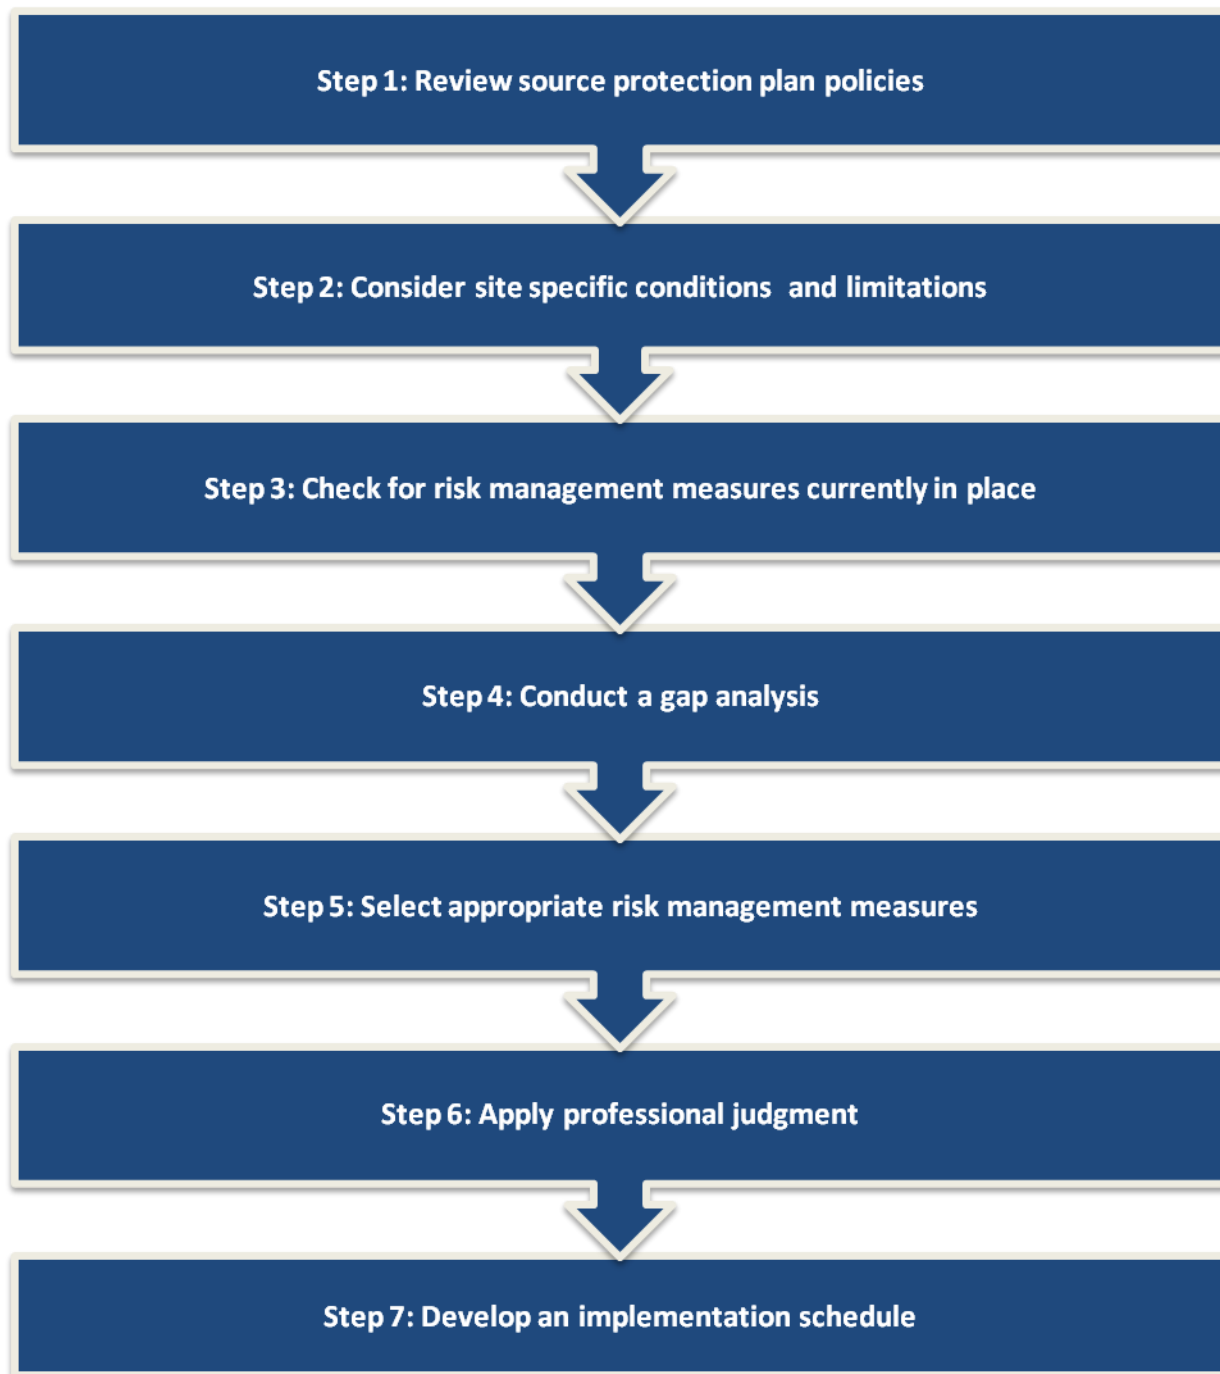 Step 1: Review source protection plan policies
Step 2: Consider site specific conditions  and limitations
Step 3: Check for risk management measures currently in place
Step 4: Conduct a gap analysis
Step 5: Select appropriate risk management measures
Step 6: Apply professional judgment
Step 7: Develop an implementation schedule